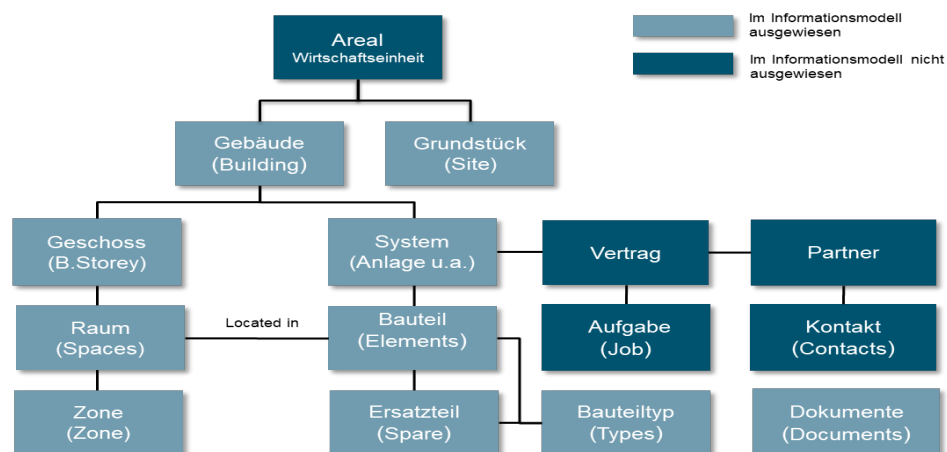 Areal
Wirtschaftseinheit
Im Informationsmodell
ausgewiesen
Im Informationsmodell nicht
ausgewiesen
Gebäude
(Building)
Grundstück
(Site)
Geschoss
(B.Storey)
System
(Anlage u.a.)
Vertrag
Partner
Raum
(Spaces)
Located in
Bauteil
(Elements)
Aufgabe
(Job)
Kontakt
(Contacts)
Zone
(Zone)
Ersatzteil
(Spare)
Bauteiltyp
(Types)
Dokumente
(Documents)